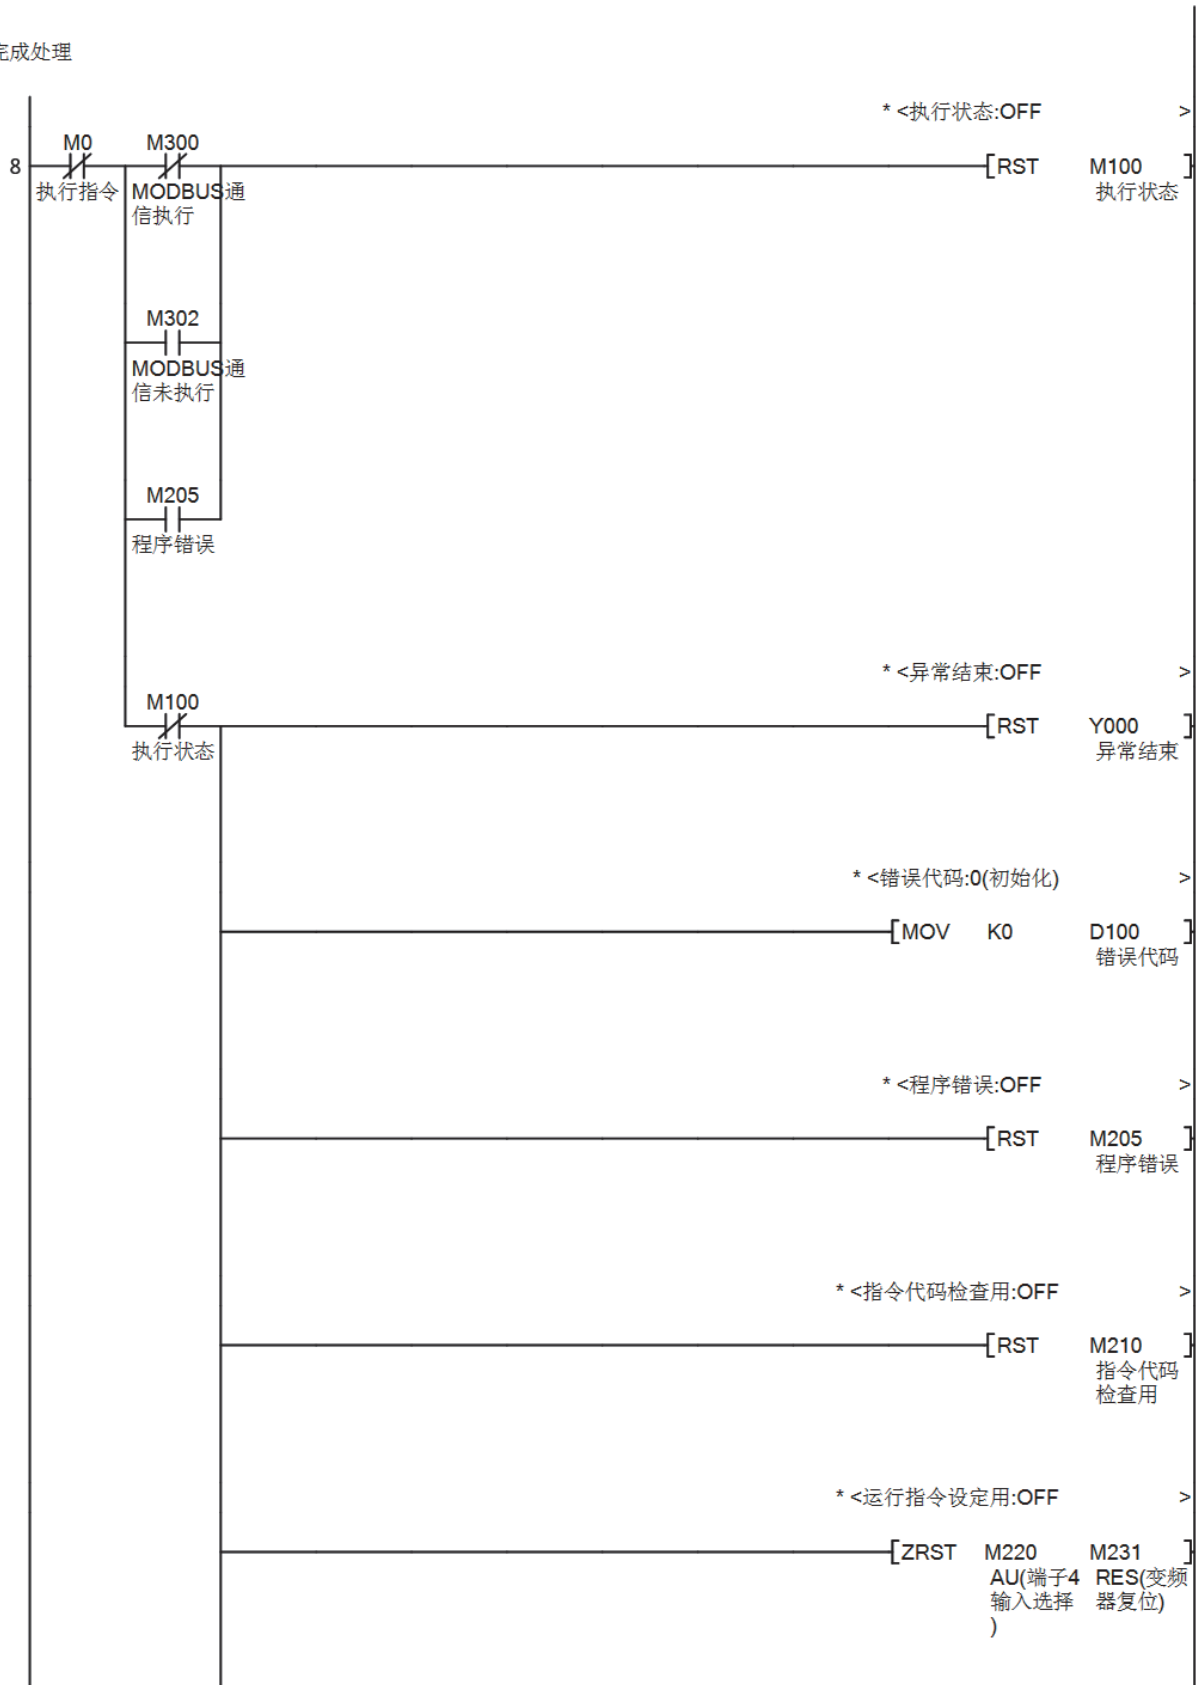 成处理
* <执行状态:OFF >
M0 M300
8 [RST M100 ]
执行指令 MODBUS通 执行状态
信执行
M302
MODBUS通
信未执行
M205
程序错误
* <异常结束:OFF >
M100
[RST Y000 ]
执行状态 异常结束
* <错误代码:0(初始化) >
[MOV K0 D100 ]
错误代码
* <程序错误:OFF >
[RST M205 ]
程序错误
* <指令代码检查用:OFF >
[RST M210 ]
指令代码
检查用
* <运行指令设定用:OFF >
[ZRST M220 M231 ]
AU(端子4 RES(变频
输入选择 器复位)
)